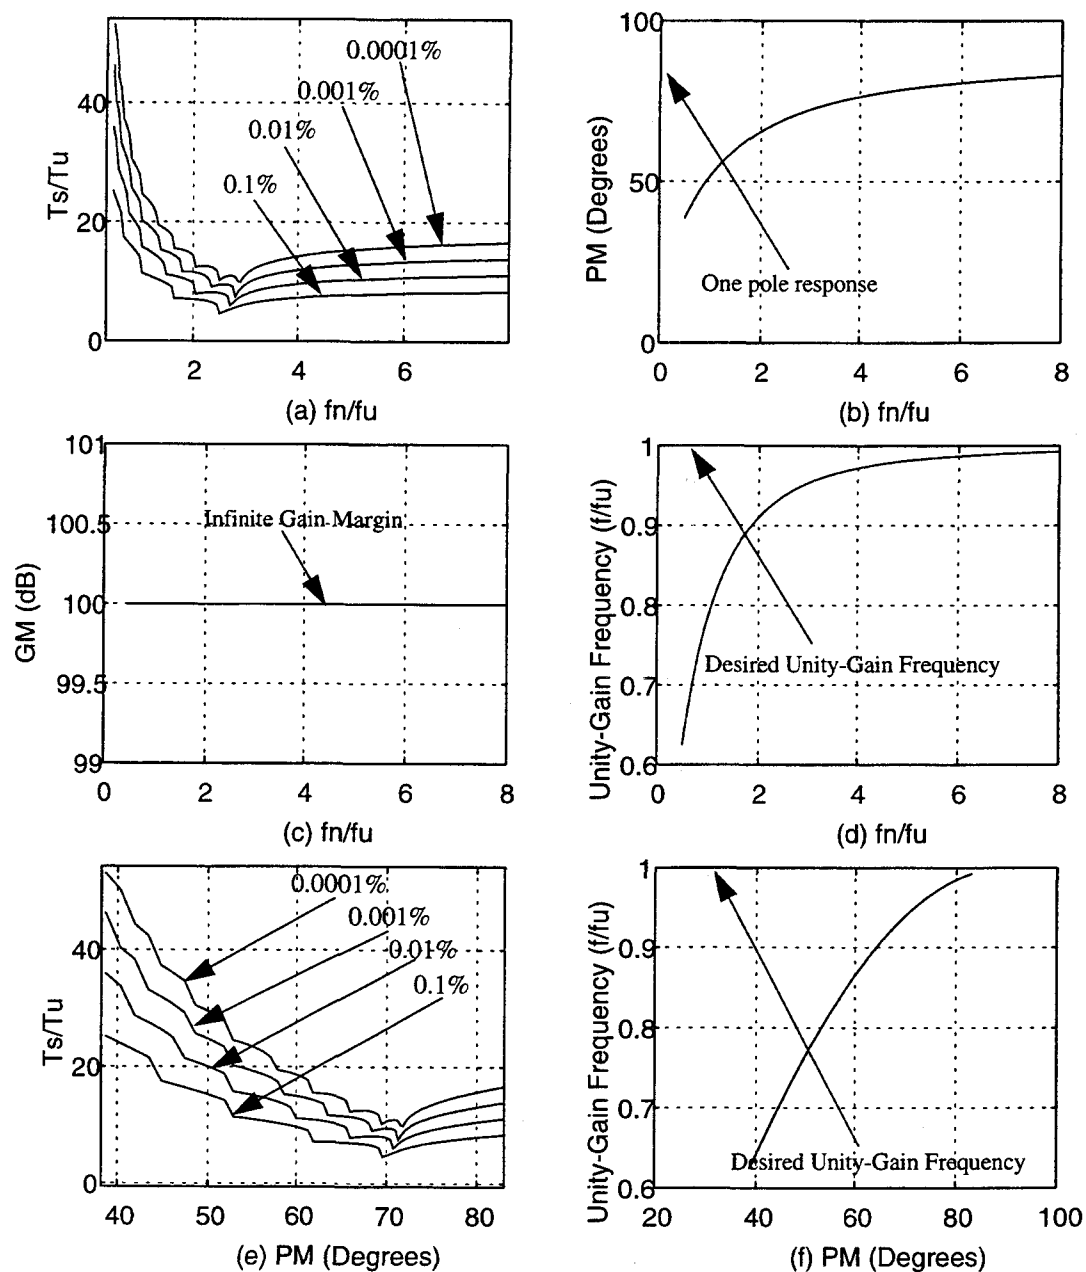 0.0001%
0.001%
0.01%
0.1%
Ts/Tu
40
20
0
2 4 6
(a) fn/fu
100
50
0
PM (Degrees)
One pole response
0 2 4 6 8
(b) fn/fu
101
100.5
100
99.5
99
GM (dB)
Infinite Gain Margin
0 2 4 6 8
(c) fn/fu
1
0.9
0.8
0.7
0.6
Unity-Gain Frequency (f/fu)
Desired Unity-Gain Frequency
0 2 4 6 8
(d) fn/fu
0.0001%
0.001%
0.01%
0.1%
Ts/Tu
40
20
0
40 50 60 70 80
(e) PM (Degrees)
1
0.9
0.8
0.7
0.6
Unity-Gain Frequency (f/fu)
Desired Unity-Gain Frequency
20 40 60 80 100
(f) PM (Degrees)